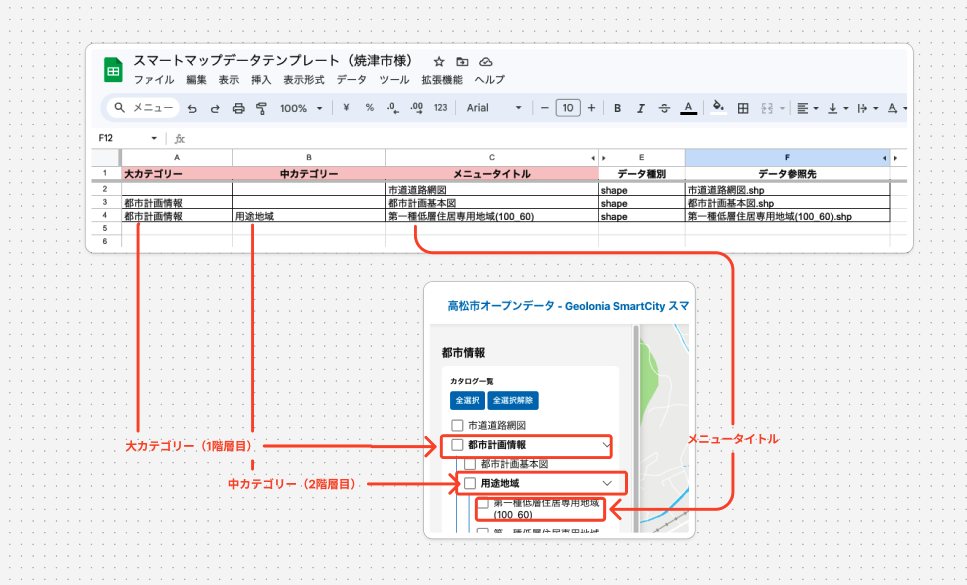 スマートマップデータテンプレート（焼津市様）
ファイル 編集 表示 挿入 表示形式 データ ツール 拡張機能 ヘルプ
メニュー 100% ¥ % .0 .00 123 Arial 10 B I A
F12 fx
A B C E F
1 大カテゴリー 中カテゴリー メニュータイトル データ種別 データ参照先
2 市道道路網図 shape 市道道路網図.shp
3 都市計画情報 都市計画基本図 shape 都市計画基本図.shp
4 都市計画情報 用途地域 第一種低層住居専用地域(100_60) shape 第一種低層住居専用地域(100_60).shp
5
6
高松市オープンデータ - Geolonia SmartCity スマ
都市情報
カタログ一覧
全選択 全選択解除
市道道路網図
都市計画情報
都市計画基本図
用途地域
第一種低層住居専用地域
(100_60)
大カテゴリー（1階層目）
中カテゴリー（2階層目）
メニュータイトル